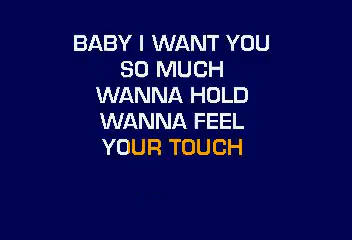 BABY I WANT YOU
SO MUCH
WANNA HOLD
WANNA FEEL
YOUR TOUCH